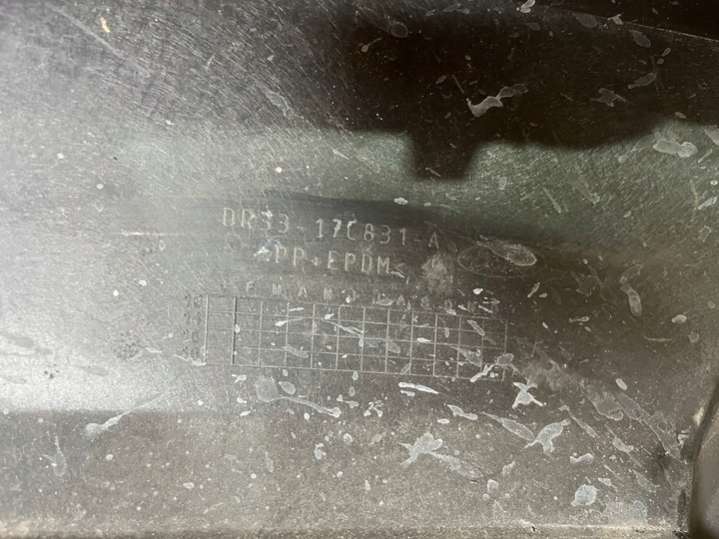 DR33-17C831-A
>PP+EPDM<
J F M A M J J A S O N D